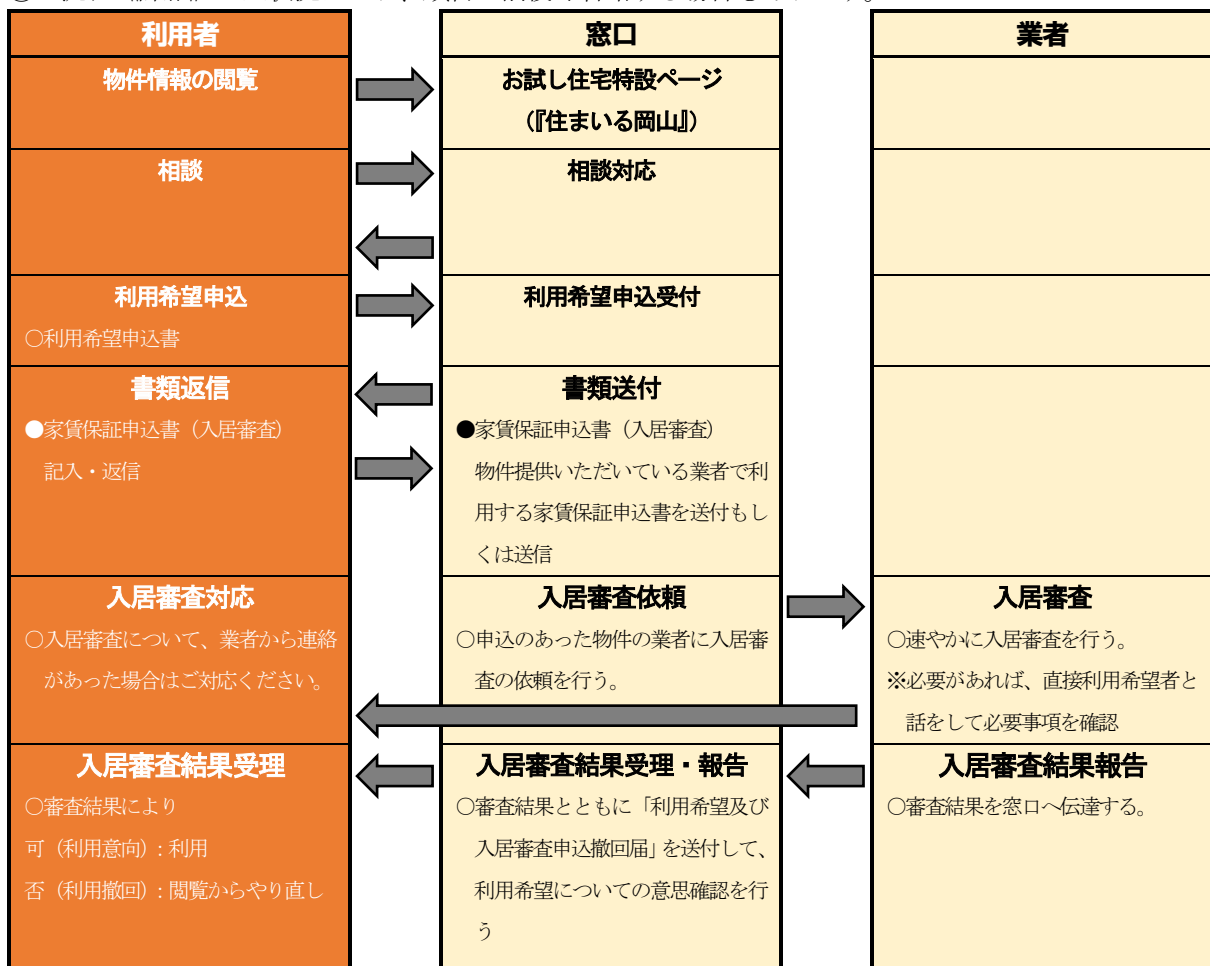 利用者
窓口
業者
物件情報の閲覧
お試し住宅特設ページ
（『住まいる岡山』）
相談
相談対応
利用希望申込
○利用希望申込書
利用希望申込受付
書類返信
●家賃保証申込書（入居審査）
記入・返信
書類送付
●家賃保証申込書（入居審査）
物件提供いただいている業者で利
用する家賃保証申込書を送付もし
くは送信
入居審査対応
○入居審査について、業者から連絡
があった場合はご対応ください。
入居審査依頼
○申込のあった物件の業者に入居審
査の依頼を行う。
入居審査
○速やかに入居審査を行う。
※必要があれば、直接利用希望者と
話をして必要事項を確認
入居審査結果受理
○審査結果により
可（利用意向）：利用
否（利用撤回）：閲覧からやり直し
入居審査結果受理・報告
○審査結果とともに「利用希望及び
入居審査申込撤回届」を送付して、
利用希望についての意思確認を行
う
入居審査結果報告
○審査結果を窓口へ伝達する。